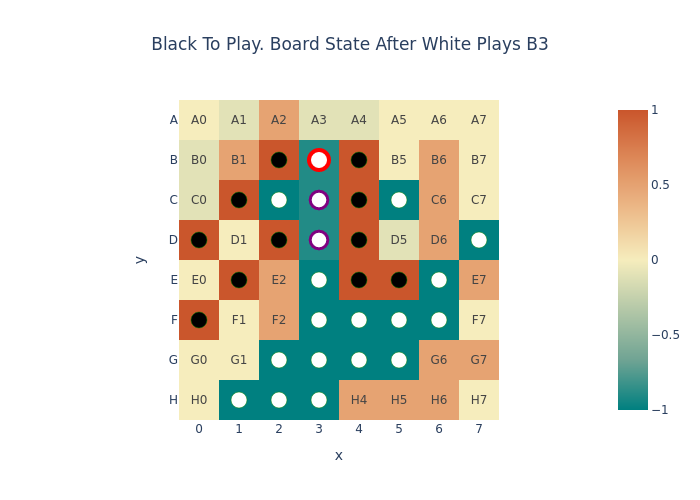 Black To Play. Board State After White Plays B3
A A0 A1 A2 A3 A4 A5 A6 A7 1
B B0 B1 B5 B6 B7
C C0 C6 C7 0.5
D D1 D5 D6
y 0
E E0 E2 E7
F F1 F2 F7 −0.5
G G0 G1 G6 G7
H H0 H4 H5 H6 H7 −1
0 1 2 3 4 5 6 7
x